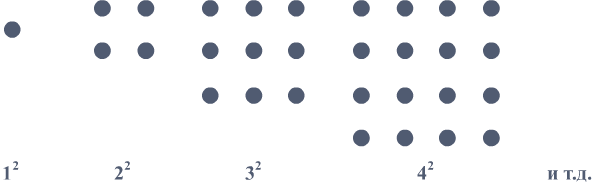 1² 2² 3² 4² и т.д.